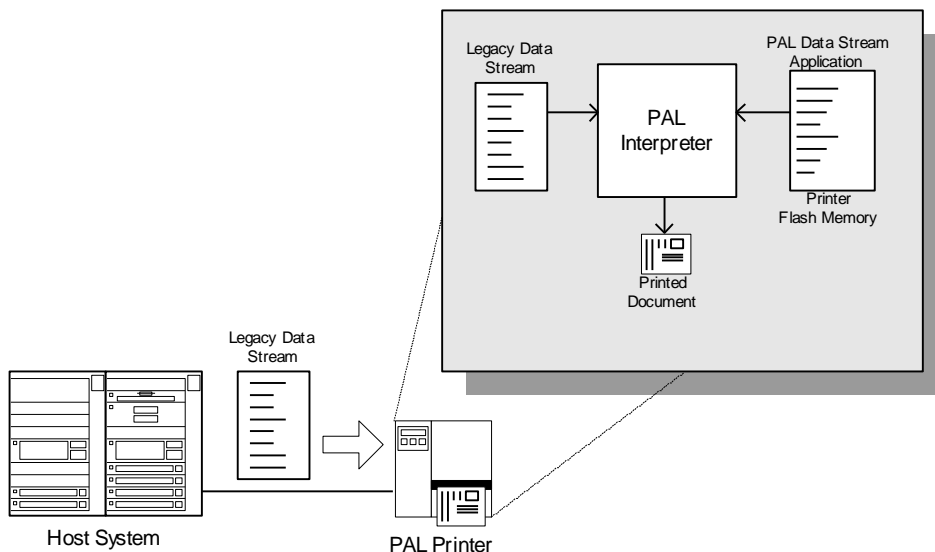 Legacy Data
Stream
PAL Data Stream
Application
PAL
Interpreter
Printer
Flash Memory
Printed
Document
Legacy Data
Stream
Host System
PAL Printer